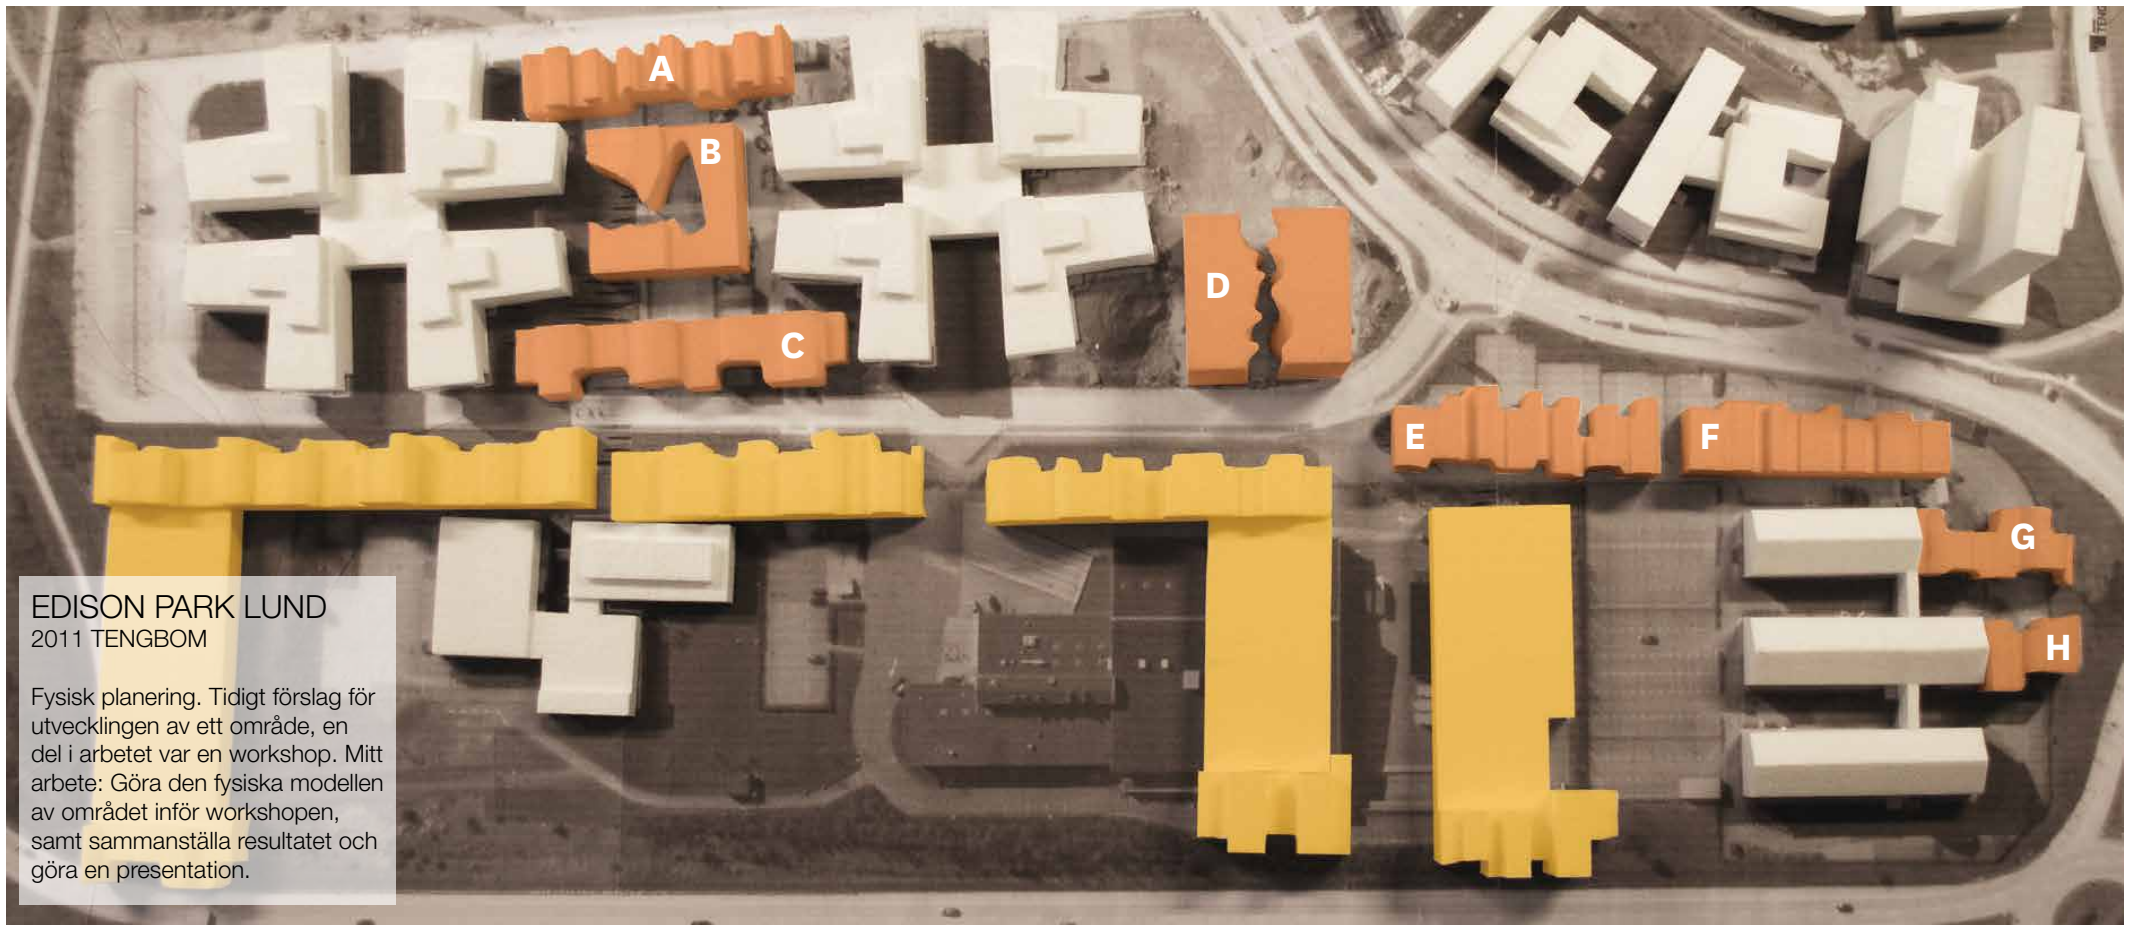 A
B
C
D
E
F
G
H
EDISON PARK LUND
2011 TENGBOM
Fysisk planering. Tidigt förslag för
utvecklingen av ett område, en
del i arbetet var en workshop. Mitt
arbete: Göra den fysiska modellen
av området inför workshopen,
samt sammanställa resultatet och
göra en presentation.